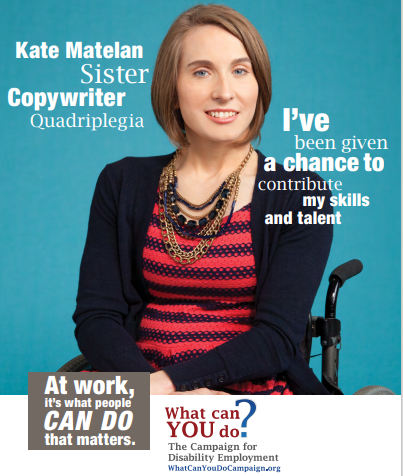 Kate Matelan
Sister
Copywriter
Quadriplegia
I've
been given
a chance to
contribute
my skills
and talent
At work,
it's what people
CAN DO
that matters.
What can
YOU do?
The Campaign for
Disability Employment
WhatCanYouDoCampaign.org